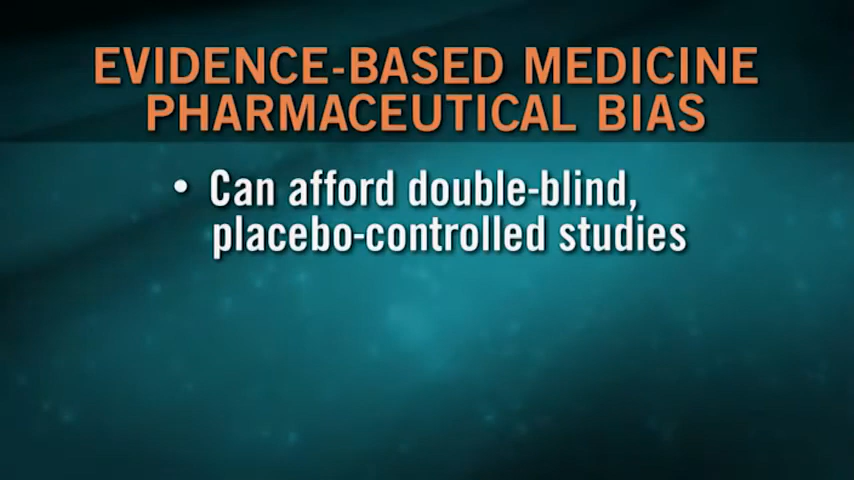 EVIDENCE-BASED MEDICINE
PHARMACEUTICAL BIAS
• Can afford double-blind,
placebo-controlled studies